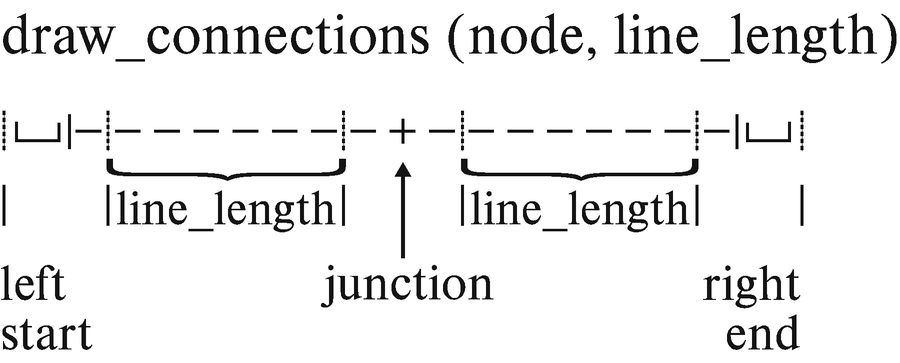 draw_connections (node, line_length)
␣|- - - - - - - - + - - - - - - - -|␣
|line_length| |line_length|
left junction right
start end